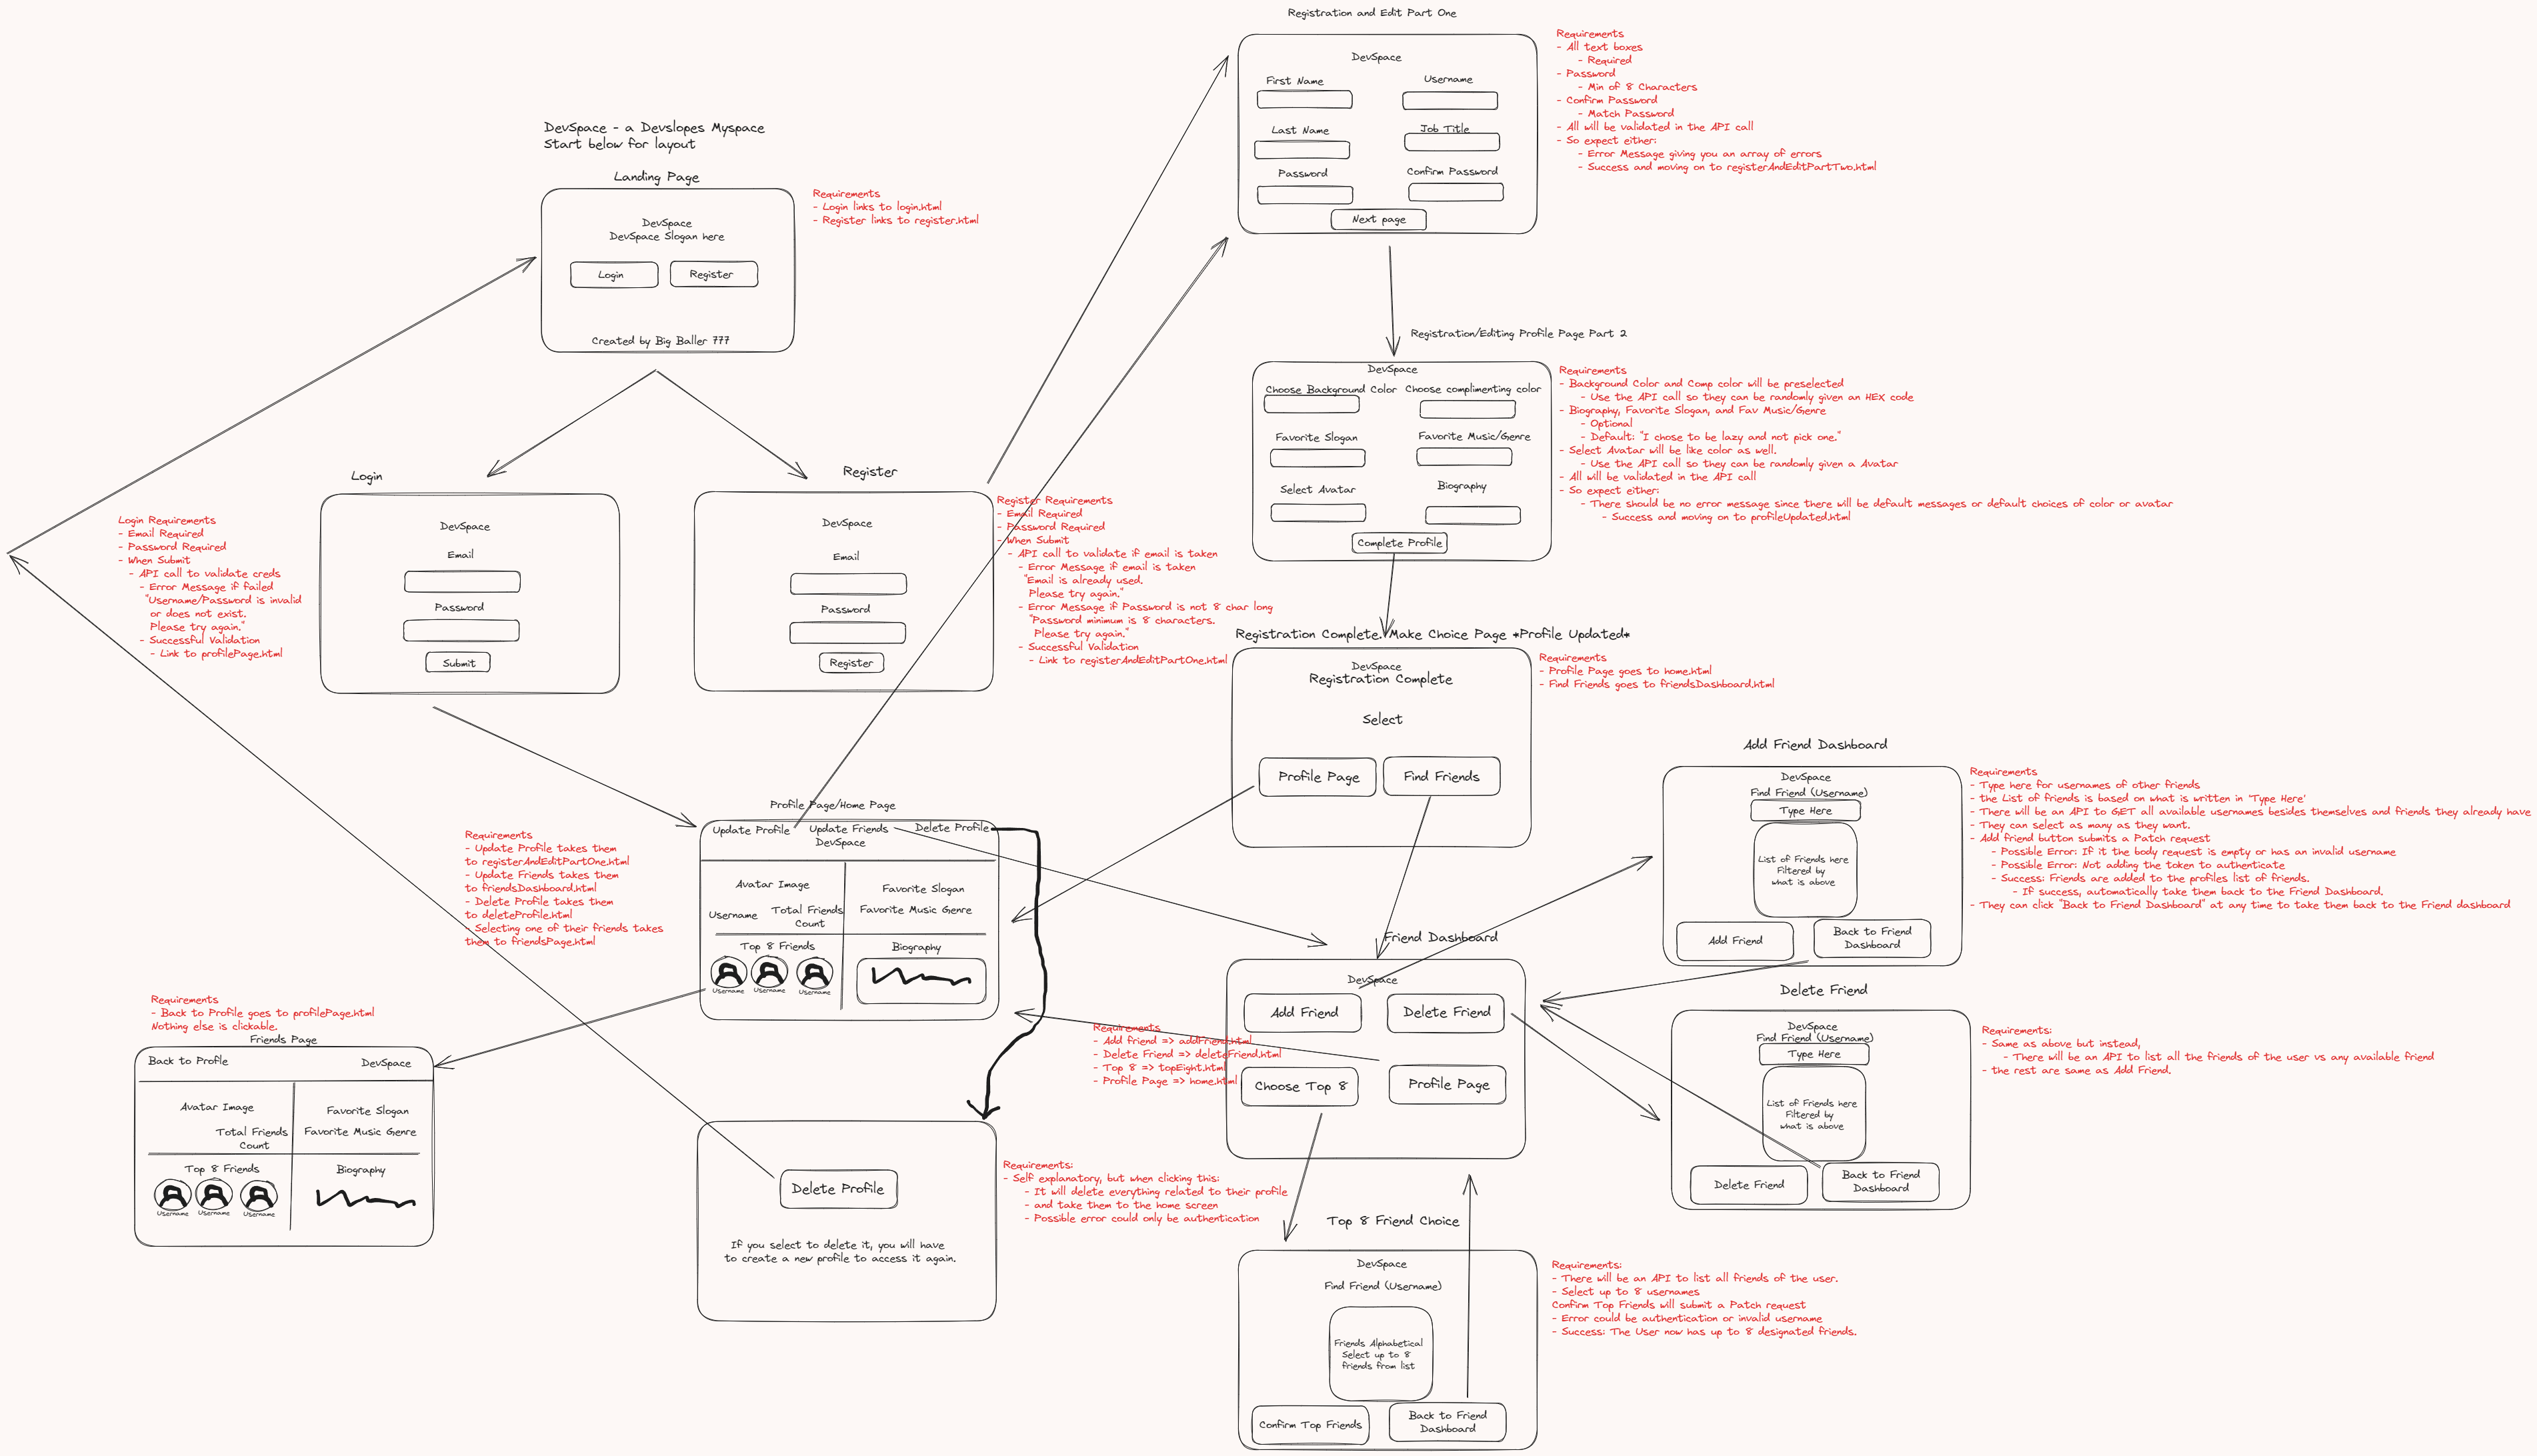 DevSpace - a Devslopes Myspace
Start below for layout
Landing Page
DevSpace
DevSpace Slogan here
Login
Register
Created by Big Baller 777
Requirements
- Login links to login.html
- Register links to register.html
Login
DevSpace
Email
Password
Submit
Login Requirements
- Email Required
- Password Required
- When Submit
- API call to validate creds
- Error Message if failed
"Username/Password is invalid
or does not exist.
Please try again."
- Successful Validation
- Link to profilePage.html
Register
DevSpace
Email
Password
Register
Register Requirements
- Email Required
- Password Required
- When Submit
- API call to validate if email is taken
- Error Message if email is taken
"Email is already used.
Please try again."
- Error Message if Password is not 8 char long
"Password minimum is 8 characters.
Please try again."
- Successful Validation
- Link to registerAndEditPartOne.html
Registration and Edit Part One
DevSpace
First Name
Username
Last Name
Job Title
Password
Confirm Password
Next page
Requirements
- All text boxes
- Required
- Password
- Min of 8 Characters
- Confirm Password
- Match Password
- All will be validated in the API call
- So expect either:
- Error Message giving you an array of errors
- Success and moving on to registerAndEditPartTwo.html
Registration/Editing Profile Page Part 2
DevSpace
Choose Background Color
Choose complimenting color
Favorite Slogan
Favorite Music/Genre
Select Avatar
Biography
Complete Profile
Requirements
- Background Color and Comp color will be preselected
- Use the API call so they can be randomly given an HEX code
- Biography, Favorite Slogan, and Fav Music/Genre
- Optional
- Default: "I chose to be lazy and not pick one."
- Select Avatar will be like color as well.
- Use the API call so they can be randomly given a Avatar
- All will be validated in the API call
- So expect either:
- There should be no error message since there will be default messages or default choices of color or avatar
- Success and moving on to profileUpdated.html
Registration Complete. Make Choice Page *Profile Updated*
DevSpace
Registration Complete
Select
Profile Page
Find Friends
Requirements
- Profile Page goes to home.html
- Find Friends goes to friendsDashboard.html
Profile Page/Home Page
Update Profile
Update Friends
Delete Profile
DevSpace
Avatar Image
Username
Total Friends
Count
Favorite Slogan
Favorite Music Genre
Top 8 Friends
Username
Username
Username
Biography
Requirements
- Update Profile takes them
to registerAndEditPartOne.html
- Update Friends takes them
to friendsDashboard.html
- Delete Profile takes them
to deleteProfile.html
- Selecting one of their friends takes
them to friendsPage.html
Requirements
- Back to Profile goes to profilePage.html
Nothing else is clickable.
Friends Page
Back to Profle
DevSpace
Avatar Image
Total Friends
Count
Favorite Slogan
Favorite Music Genre
Top 8 Friends
Username
Username
Username
Biography
Delete Profile
If you select to delete it, you will have
to create a new profile to access it again.
Requirements:
- Self explanatory, but when clicking this:
- It will delete everything related to their profile
- and take them to the home screen
- Possible error could only be authentication
Friend Dashboard
DevSpace
Add Friend
Delete Friend
Choose Top 8
Profile Page
Requirements
- Add friend => addFriend.html
- Delete Friend => deleteFriend.html
- Top 8 => topEight.html
- Profile Page => home.html
Add Friend Dashboard
DevSpace
Find Friend (Username)
Type Here
List of Friends here
Filtered by
what is above
Add Friend
Back to Friend
Dashboard
Requirements
- Type here for usernames of other friends
- the List of friends is based on what is written in 'Type Here'
- There will be an API to GET all available usernames besides themselves and friends they already have
- They can select as many as they want.
- Add friend button submits a Patch request
- Possible Error: If it the body request is empty or has an invalid username
- Possible Error: Not adding the token to authenticate
- Success: Friends are added to the profiles list of friends.
- If success, automatically take them back to the Friend Dashboard.
- They can click "Back to Friend Dashboard" at any time to take them back to the Friend dashboard
Delete Friend
DevSpace
Find Friend (Username)
Type Here
List of Friends here
Filtered by
what is above
Delete Friend
Back to Friend
Dashboard
Requirements:
- Same as above but instead,
- There will be an API to list all the friends of the user vs any available friend
- the rest are same as Add Friend.
Top 8 Friend Choice
DevSpace
Find Friend (Username)
Friends Alphabetical
Select up to 8
friends from list
Confirm Top Friends
Back to Friend
Dashboard
Requirements:
- There will be an API to list all friends of the user.
- Select up to 8 usernames
Confirm Top Friends will submit a Patch request
- Error could be authentication or invalid username
- Success: The User now has up to 8 designated friends.